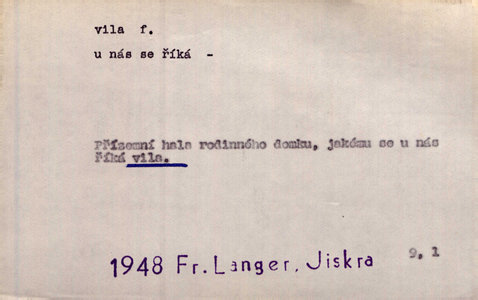 vila f.
u nás se říká -
Přízemní hala rodinného domku, jakému se u nás
říká vila.
9, 1
1948 Fr. Langer, Jiskra